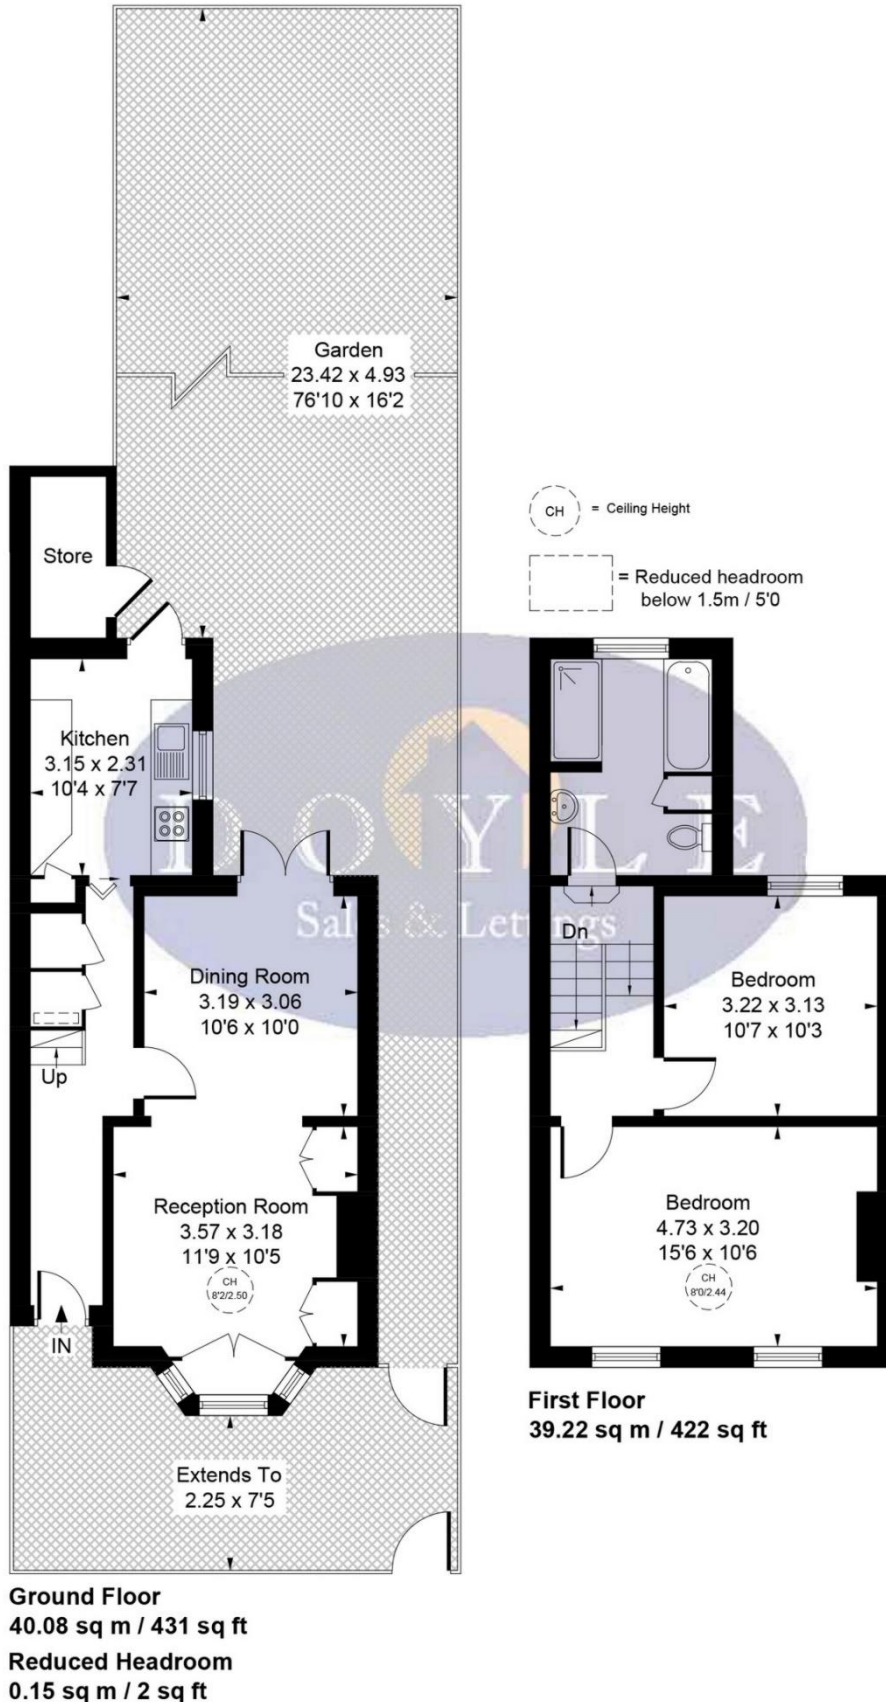 Garden
23.42 x 4.93
76'10 x 16'2
CH = Ceiling Height
= Reduced headroom
below 1.5m / 5'0
Store
Kitchen
3.15 x 2.31
10'4 x 7'7
DOYLE
Sales & Lettings
Dn
Dining Room
3.19 x 3.06
10'6 x 10'0
Bedroom
3.22 x 3.13
10'7 x 10'3
Up
Reception Room
3.57 x 3.18
11'9 x 10'5
CH
8'2/2.50
Bedroom
4.73 x 3.20
15'6 x 10'6
CH
8'0/2.44
IN
First Floor
39.22 sq m / 422 sq ft
Extends To
2.25 x 7'5
Ground Floor
40.08 sq m / 431 sq ft
Reduced Headroom
0.15 sq m / 2 sq ft